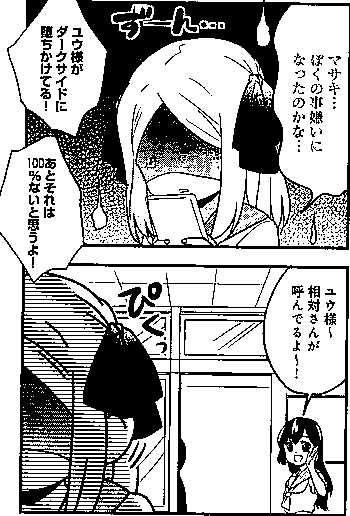 マサキ…
ぼくの事嫌いに
なったのかな…
ずーん…
ユウ様が
ダークサイドに
堕ちかけてる！
あとそれは
100%ないと思うよ！
ユウ様〜
相対さんが
呼んでるよ〜！
ぴくっ